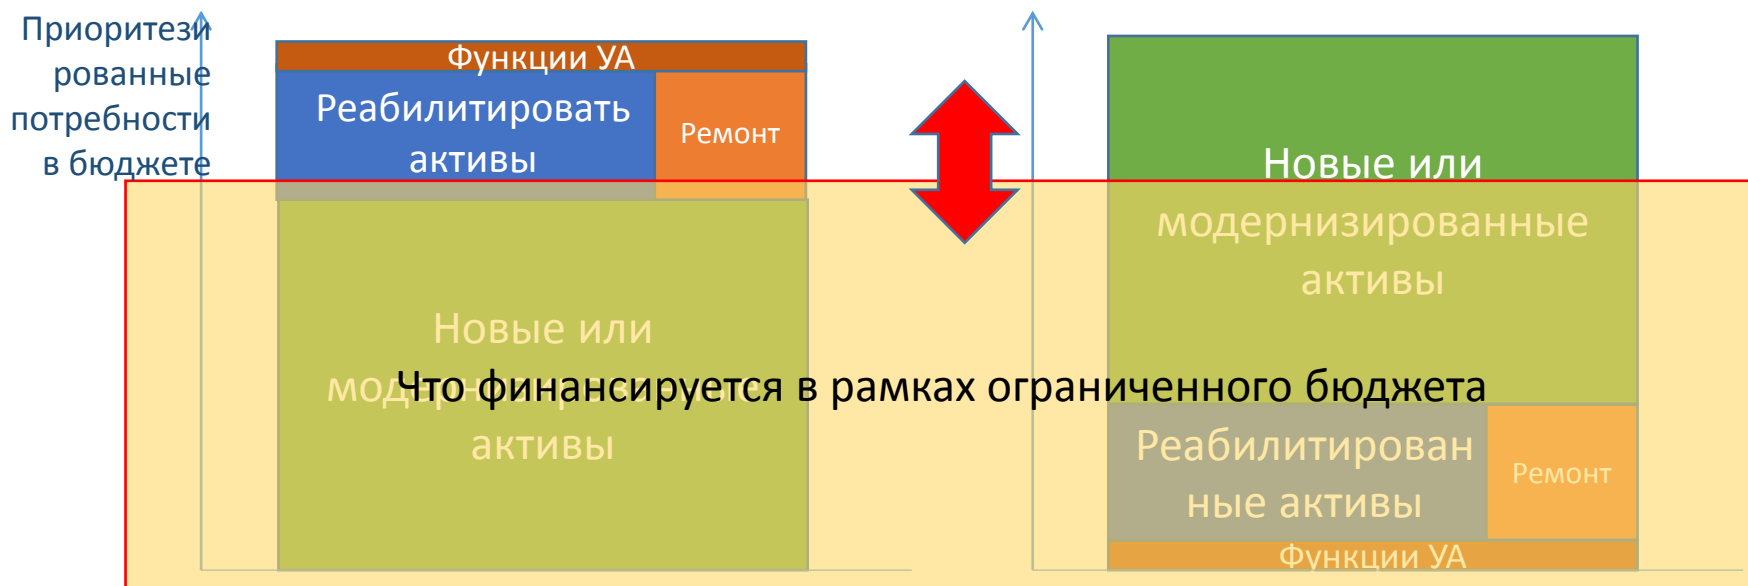 Приоритези
рованные
потребности
в бюджете
Функции УА
Реабилитировать
активы
Ремонт
Новые или
модернизированные
активы
Новые или
модернизированные
активы
Что финансируется в рамках ограниченного бюджета
Реабилитирован
ные активы
Ремонт
Функции УА